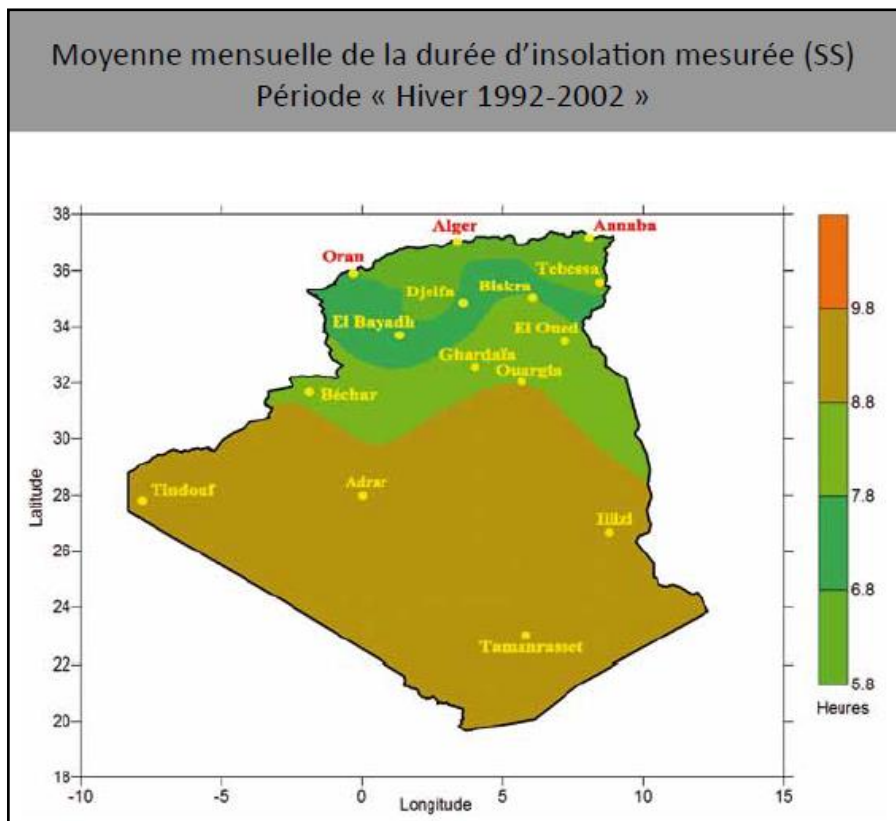 Moyenne mensuelle de la durée d'insolation mesurée (SS)
Période « Hiver 1992-2002 »
38
36
34
32
30
28
26
24
22
20
18
Latitude
-10
-5
0
5
10
15
Longitude
Alger
Annaba
Oran
Tebessa
Djelfa
Biskra
El Bayadh
El Oued
Ghardaïa
Ouargla
Béchar
Tindouf
Adrar
Illizi
Tamanrasset
9.8
8.8
7.8
6.8
5.8
Heures